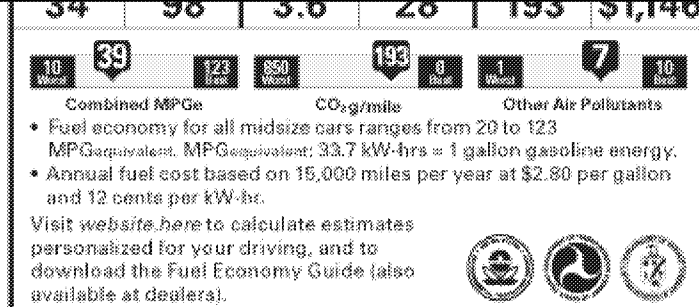 34 98 3.6 28 193 $1,146
39 193 7
10 Worst 123 Best 850 Worst 0 Best 1 Worst 10 Best
Combined MPGe CO2 g/mile Other Air Pollutants
• Fuel economy for all midsize cars ranges from 20 to 123
MPGequivalent. MPGequivalent: 33.7 kW-hrs = 1 gallon gasoline energy.
• Annual fuel cost based on 15,000 miles per year at $2.80 per gallon
and 12 cents per kW-hr.
Visit website.here to calculate estimates
personalized for your driving, and to
download the Fuel Economy Guide (also
available at dealers).